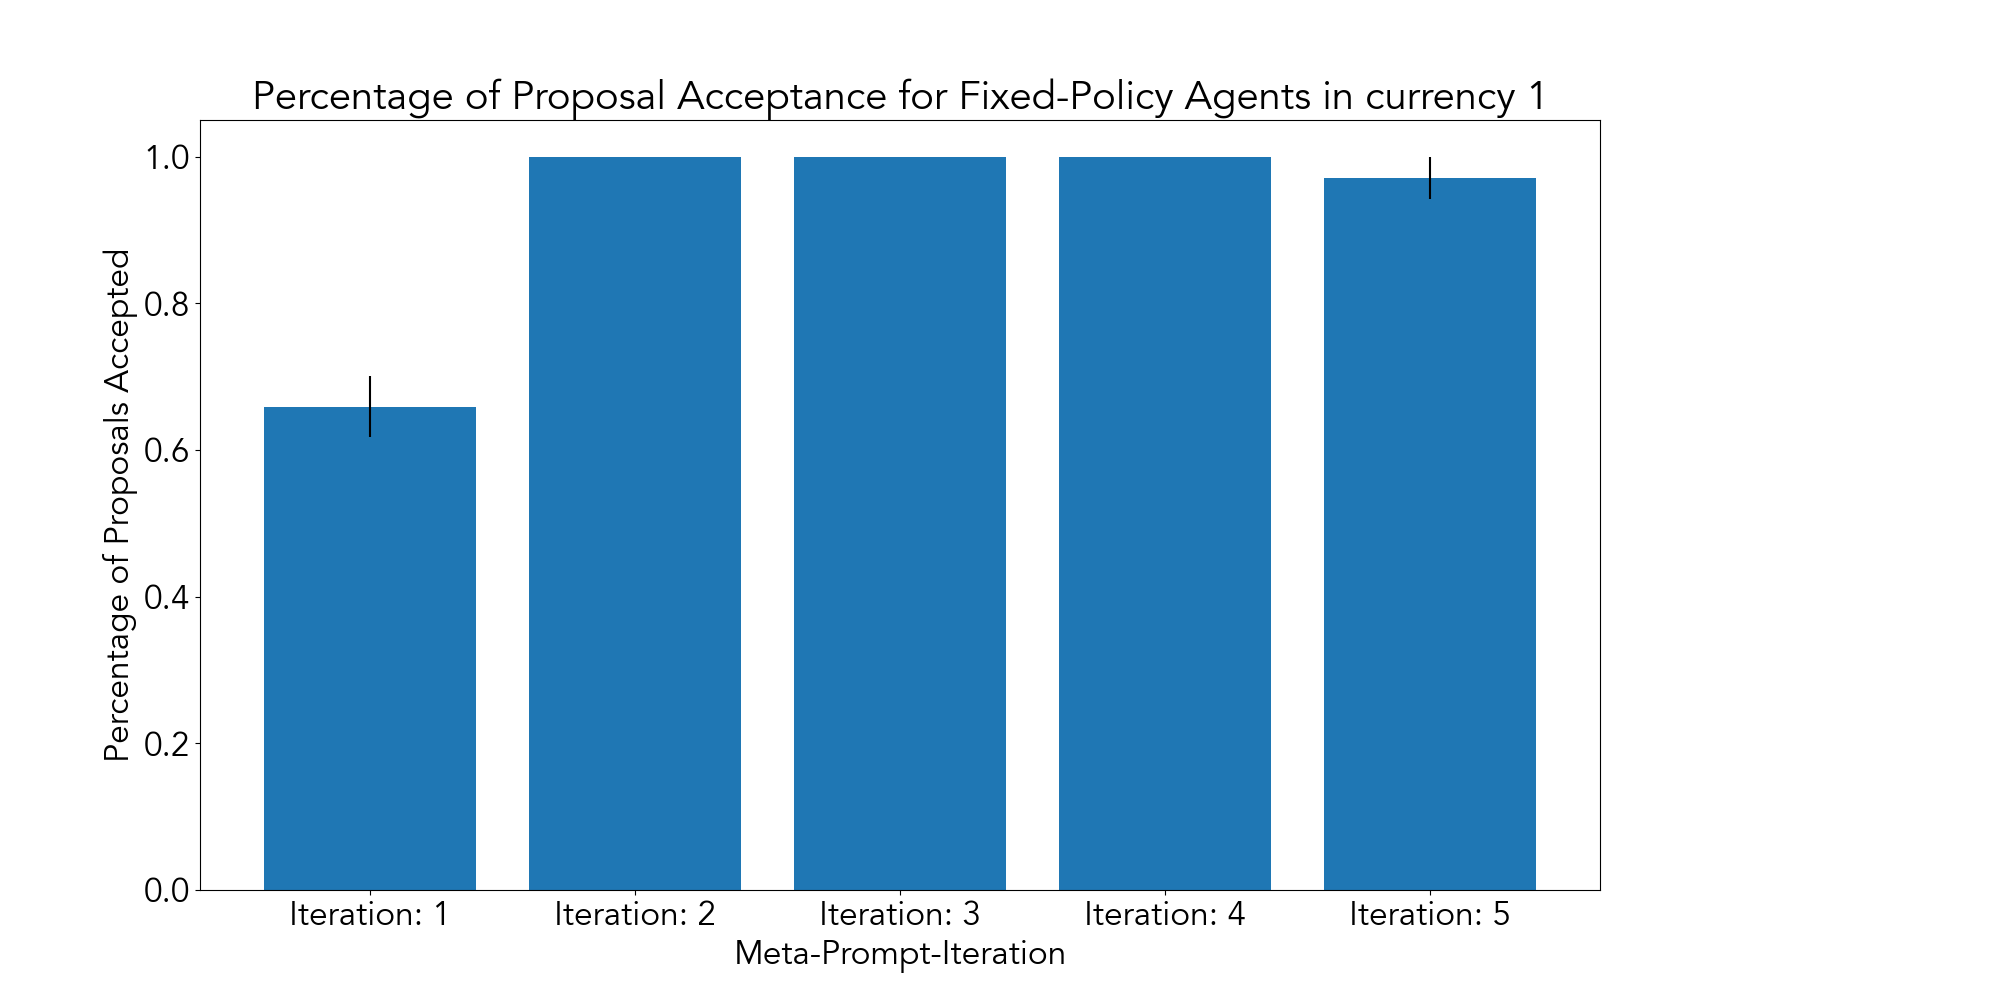 Percentage of Proposal Acceptance for Fixed-Policy Agents in currency 1
Percentage of Proposals Accepted
1.0
0.8
0.6
0.4
0.2
0.0
Iteration: 1
Iteration: 2
Iteration: 3
Iteration: 4
Iteration: 5
Meta-Prompt-Iteration